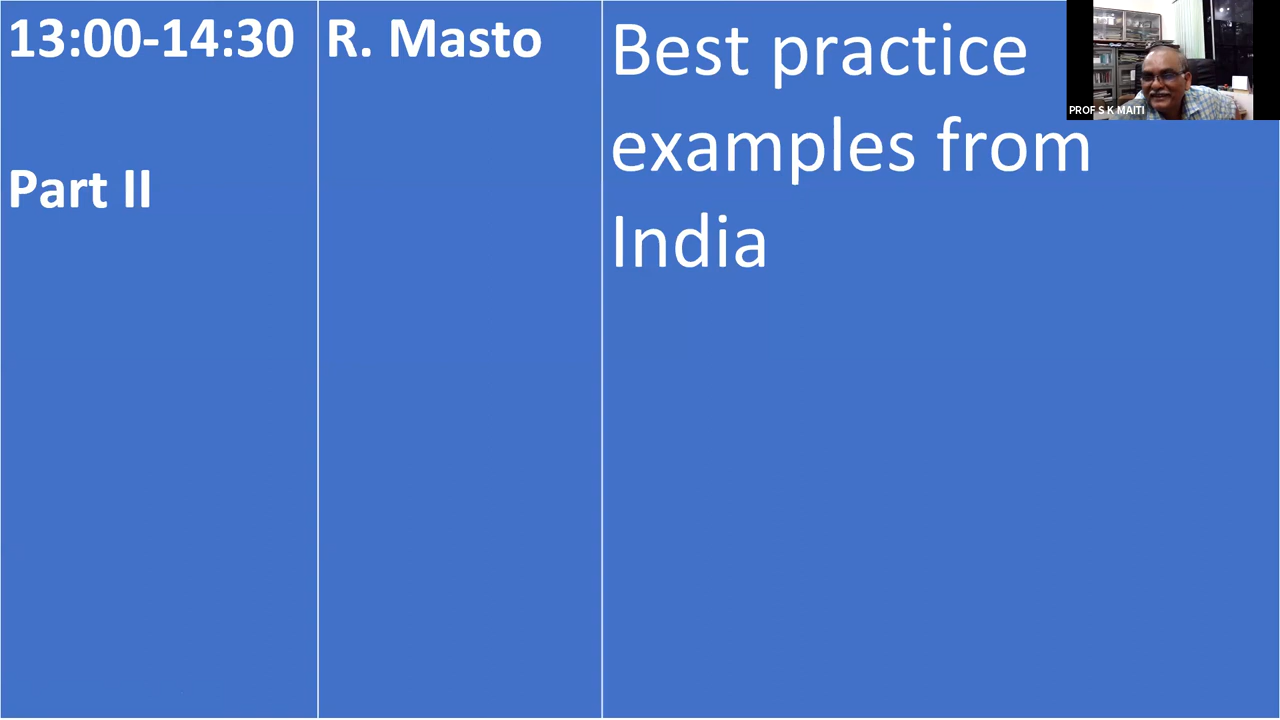 13:00-14:30
Part II
R. Masto
Best practice
examples from
India
PROF S K MAITI